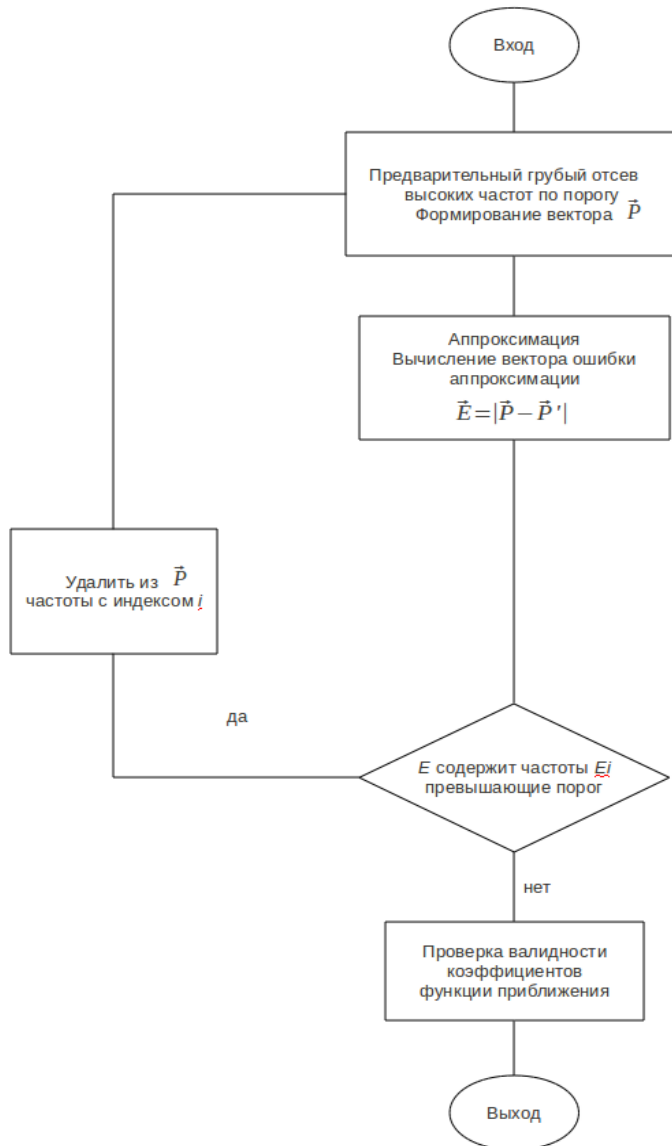 Вход
Предварительный грубый отсев
высоких частот по порогу
Формирование вектора P⃗
Аппроксимация
Вычисление вектора ошибки
аппроксимации
E⃗=|P⃗−P⃗'|
Удалить из P⃗
частоты с индексом i
да
E содержит частоты Ei
превышающие порог
нет
Проверка валидности
коэффициентов
функции приближения
Выход